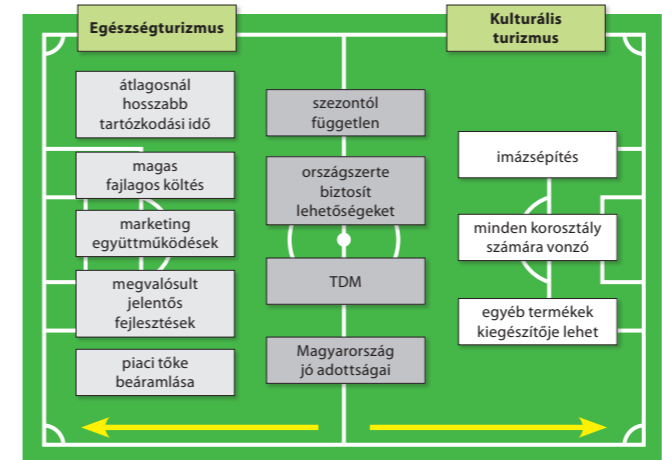 Egészségturizmus
átlagosnál
hosszabb
tartózkodási idő
magas
fajlagos költés
marketing
együttműködések
megvalósult
jelentős
fejlesztések
piaci tőke
beáramlása
szezontól
független
országszerte
biztosít
lehetőségeket
TDM
Magyarország
jó adottságai
Kulturális
turizmus
imázsépítés
minden korosztály
számára vonzó
egyéb termékek
kiegészítője lehet